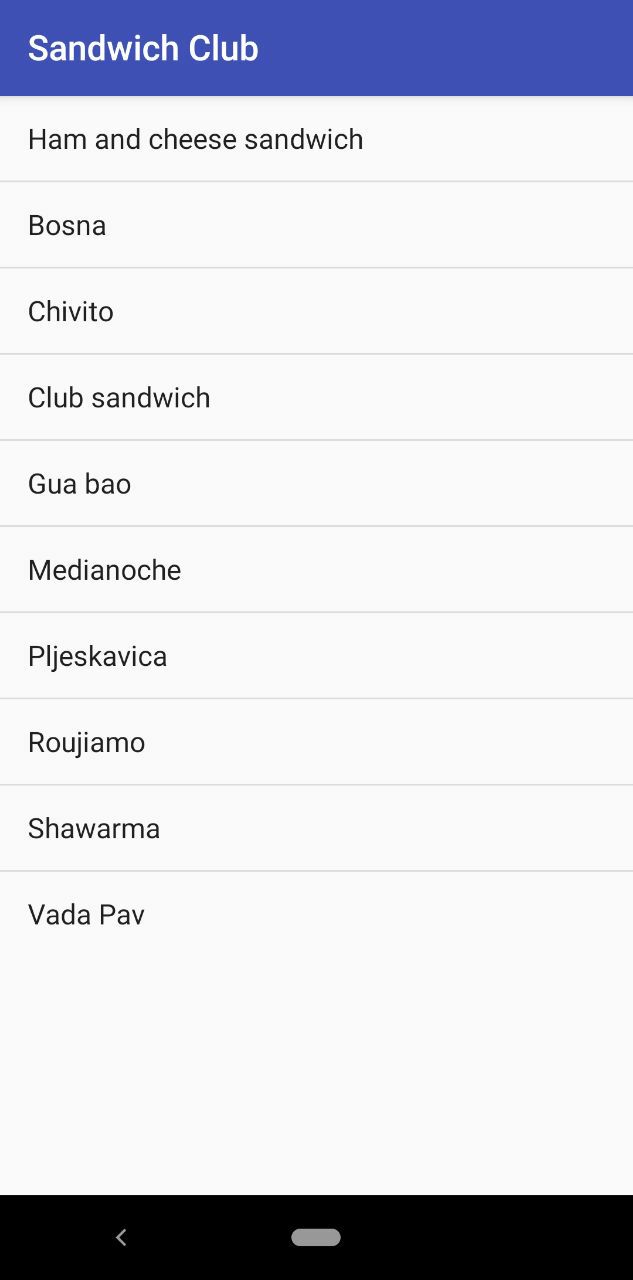 Sandwich Club
Ham and cheese sandwich
Bosna
Chivito
Club sandwich
Gua bao
Medianoche
Pljeskavica
Roujiamo
Shawarma
Vada Pav